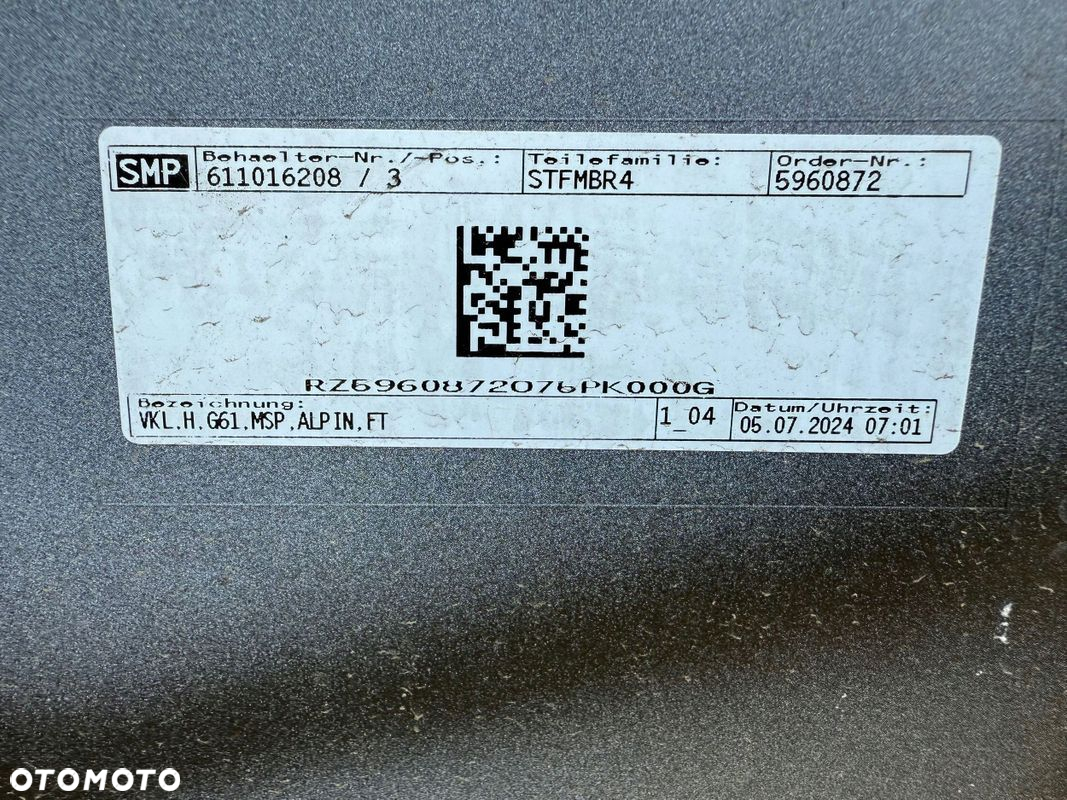 SMP
Behaelter-Nr./-Pos.:
611016208 / 3
Teilefamilie:
STFMBR4
Order-Nr.:
5960872
RZ5960872076PK000G
Bezeichnung:
VKL.H.G61.MSP.ALPIN.FT
1_04
Datum/Uhrzeit:
05.07.2024 07:01
OTOMOTO